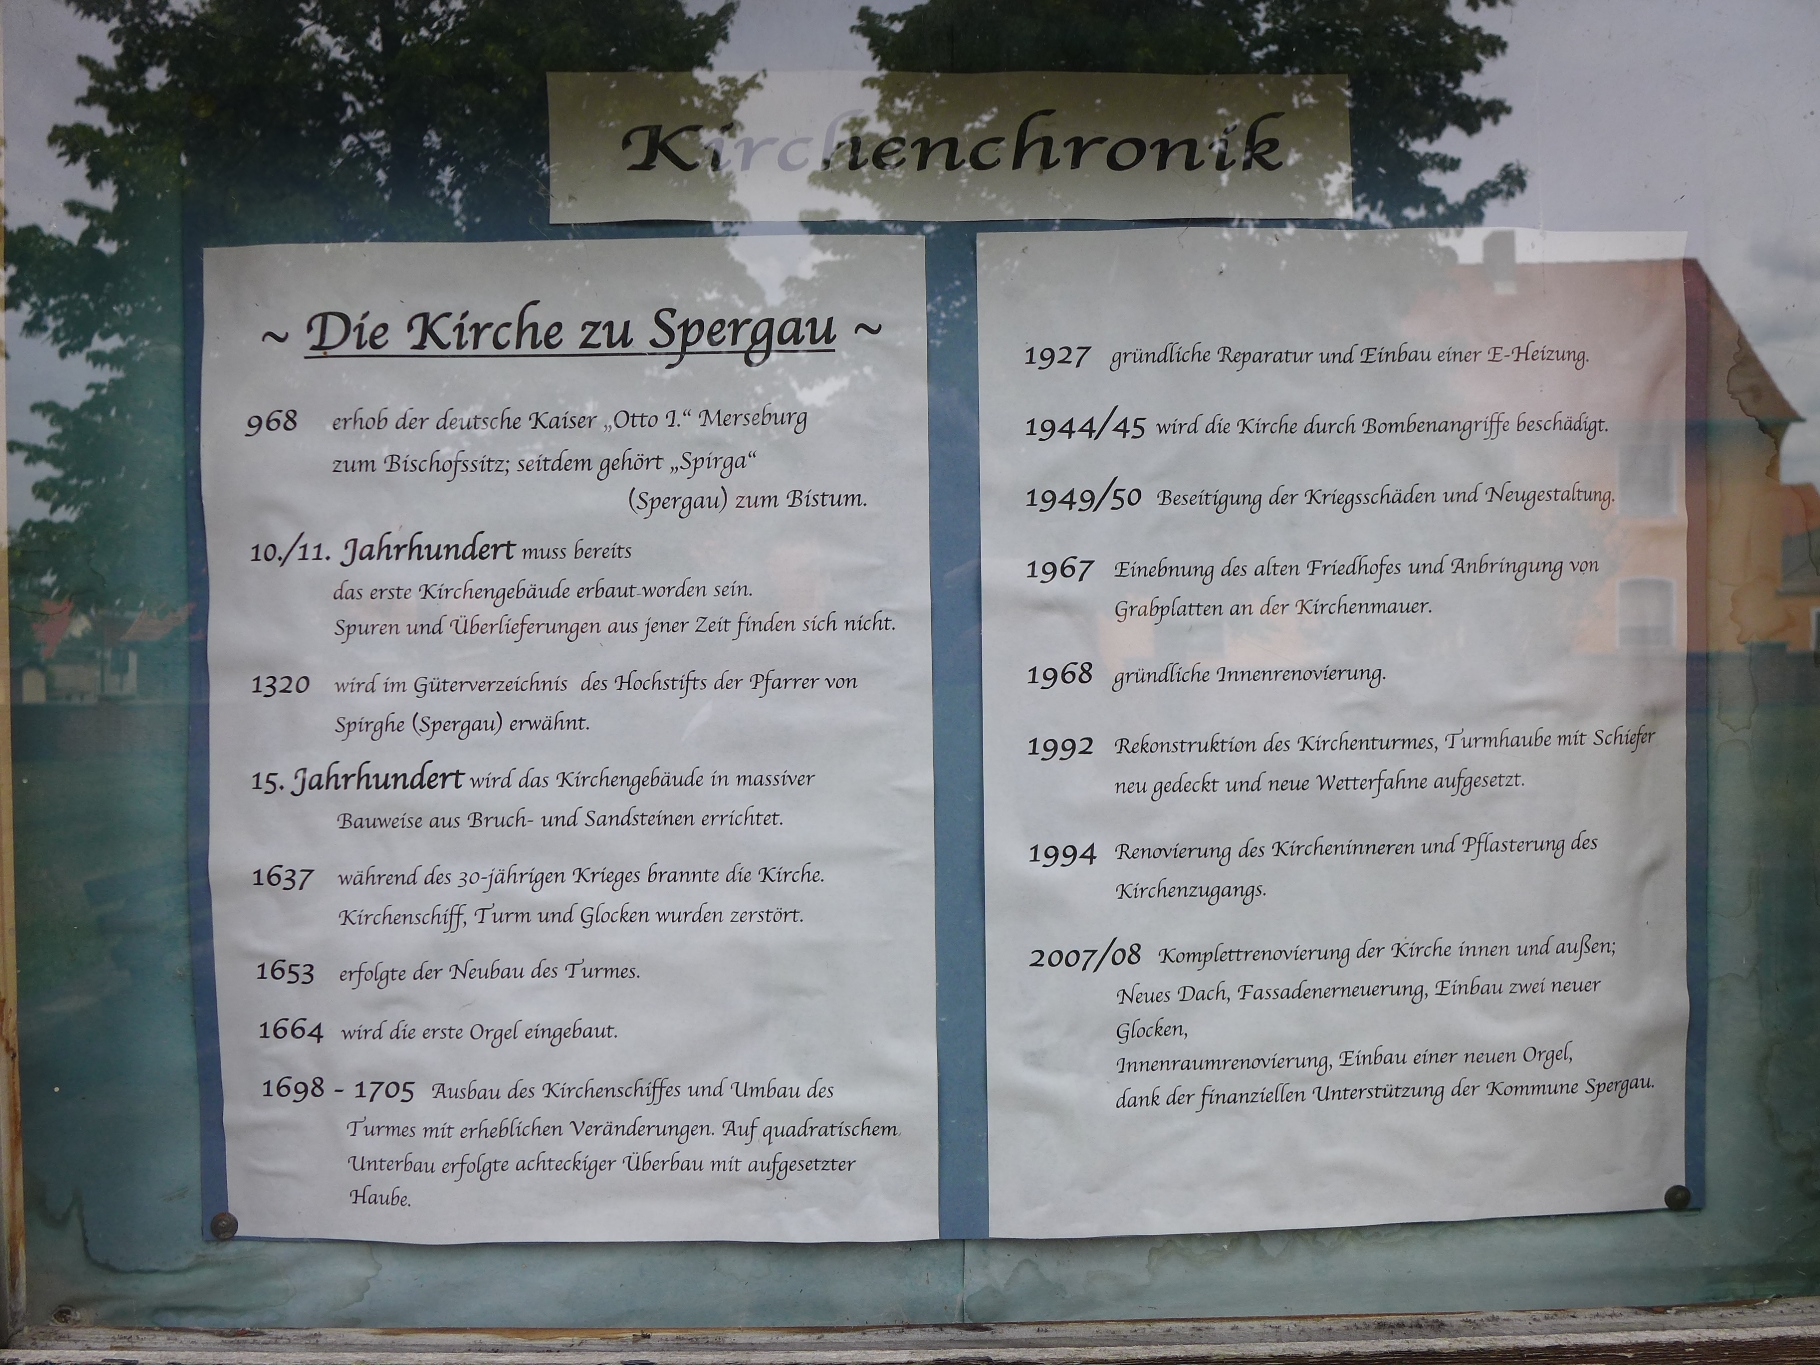 Kirchenchronik
~ Die Kirche zu Spergau ~
968 erhob der deutsche Kaiser „Otto I.“ Merseburg
zum Bischofssitz; seitdem gehört „Spirga“
(Spergau) zum Bistum.
10./11. Jahrhundert muss bereits
das erste Kirchengebäude erbaut worden sein.
Spuren und Überlieferungen aus jener Zeit finden sich nicht.
1320 wird im Güterverzeichnis des Hochstifts der Pfarrer von
Spirghe (Spergau) erwähnt.
15. Jahrhundert wird das Kirchengebäude in massiver
Bauweise aus Bruch- und Sandsteinen errichtet.
1637 während des 30-jährigen Krieges brannte die Kirche.
Kirchenschiff, Turm und Glocken wurden zerstört.
1653 erfolgte der Neubau des Turmes.
1664 wird die erste Orgel eingebaut.
1698 - 1705 Ausbau des Kirchenschiffes und Umbau des
Turmes mit erheblichen Veränderungen. Auf quadratischem
Unterbau erfolgte achteckiger Überbau mit aufgesetzter
Haube.
1927 gründliche Reparatur und Einbau einer E-Heizung.
1944/45 wird die Kirche durch Bombenangriffe beschädigt.
1949/50 Beseitigung der Kriegsschäden und Neugestaltung.
1967 Einebnung des alten Friedhofes und Anbringung von
Grabplatten an der Kirchenmauer.
1968 gründliche Innenrenovierung.
1992 Rekonstruktion des Kirchenturmes, Turmhaube mit Schiefer
neu gedeckt und neue Wetterfahne aufgesetzt.
1994 Renovierung des Kircheninneren und Pflasterung des
Kirchenzugangs.
2007/08 Komplettrenovierung der Kirche innen und außen;
Neues Dach, Fassadenerneuerung, Einbau zwei neuer
Glocken,
Innenraumrenovierung, Einbau einer neuen Orgel,
dank der finanziellen Unterstützung der Kommune Spergau.